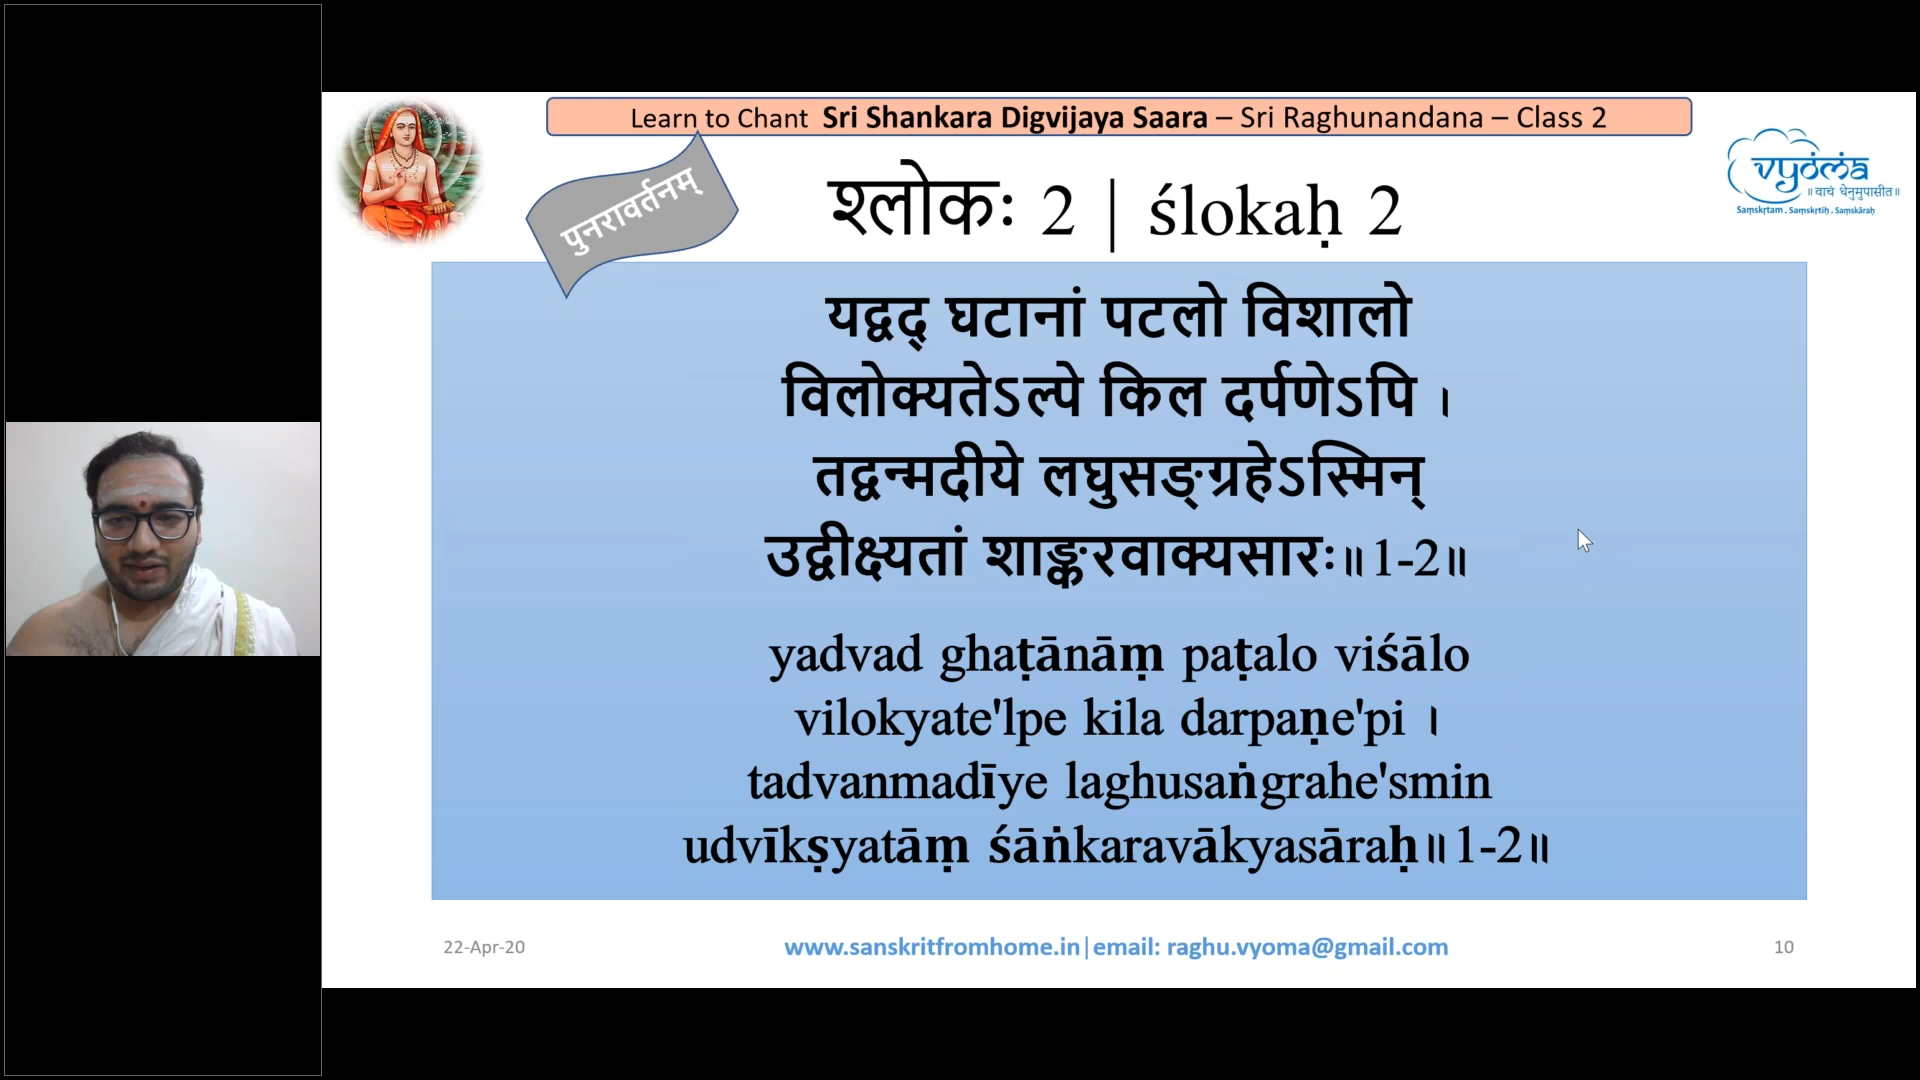 Learn to Chant Sri Shankara Digvijaya Saara – Sri Raghunandana – Class 2
vyoma
॥ वाचं धेनुमुपासीत॥
Saṃskṛtam . Saṃskṛtiḥ . Saṃskāraḥ
पुनरावर्तनम्
श्लोकः 2 | ślokaḥ 2
यद्वद् घटानां पटलो विशालो
विलोक्यतेऽल्पे किल दर्पणेऽपि ।
तद्वन्मदीये लघुसङ्ग्रहेऽस्मिन्
उद्वीक्ष्यतां शाङ्करवाक्यसारः॥1-2॥
yadvad ghaṭānāṃ paṭalo viśālo
vilokyate'lpe kila darpaṇe'pi ।
tadvanmadīye laghusaṅgrahe'smin
udvīkṣyatāṃ śāṅkaravākyasāraḥ॥1-2॥
22-Apr-20
www.sanskritfromhome.in|email: raghu.vyoma@gmail.com
10